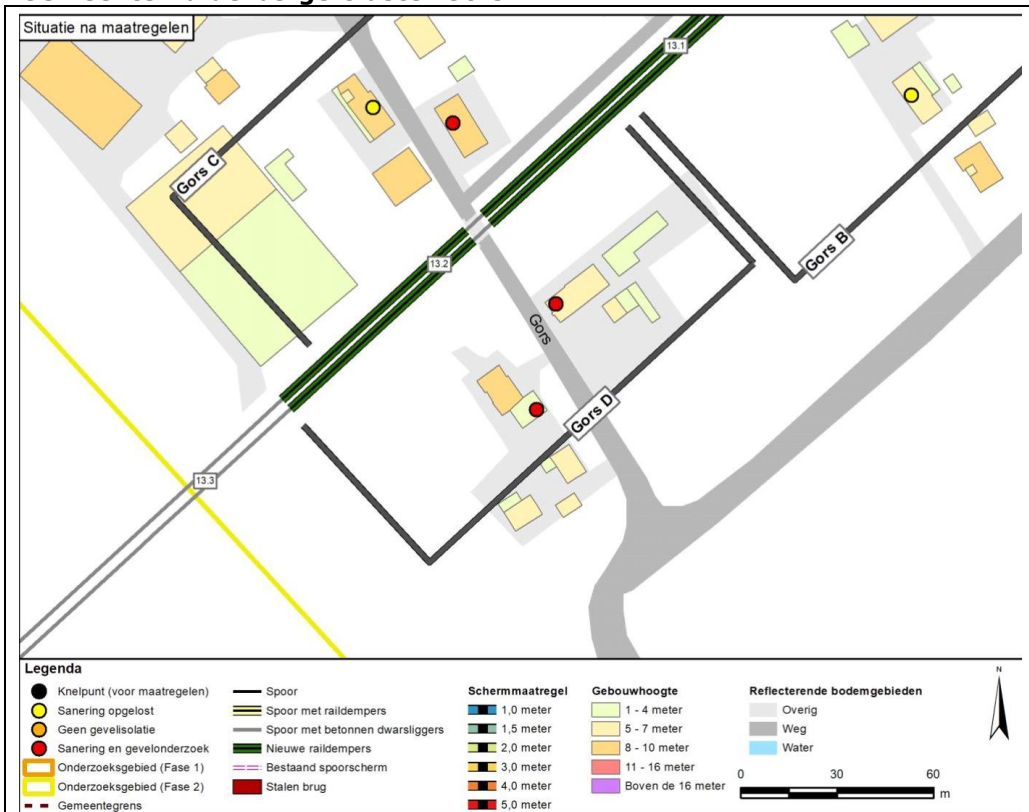 Situatie na maatregelen
13.1
Gors C
Gors B
13.2
Gors
Gors D
13.3
Legenda
Knelpunt (voor maatregelen)
Sanering opgelost
Geen gevelisolatie
Sanering en gevelonderzoek
Onderzoeksgebied (Fase 1)
Onderzoeksgebied (Fase 2)
Gemeentegrens
Spoor
Spoor met raildempers
Spoor met betonnen dwarsliggers
Nieuwe raildempers
Bestaand spoorscherm
Stalen brug
Schermmaatregel
1,0 meter
1,5 meter
2,0 meter
3,0 meter
4,0 meter
5,0 meter
Gebouwhoogte
1 - 4 meter
5 - 7 meter
8 - 10 meter
11 - 16 meter
Boven de 16 meter
Reflecterende bodemgebieden
Overig
Weg
Water
N
0 30 60
m